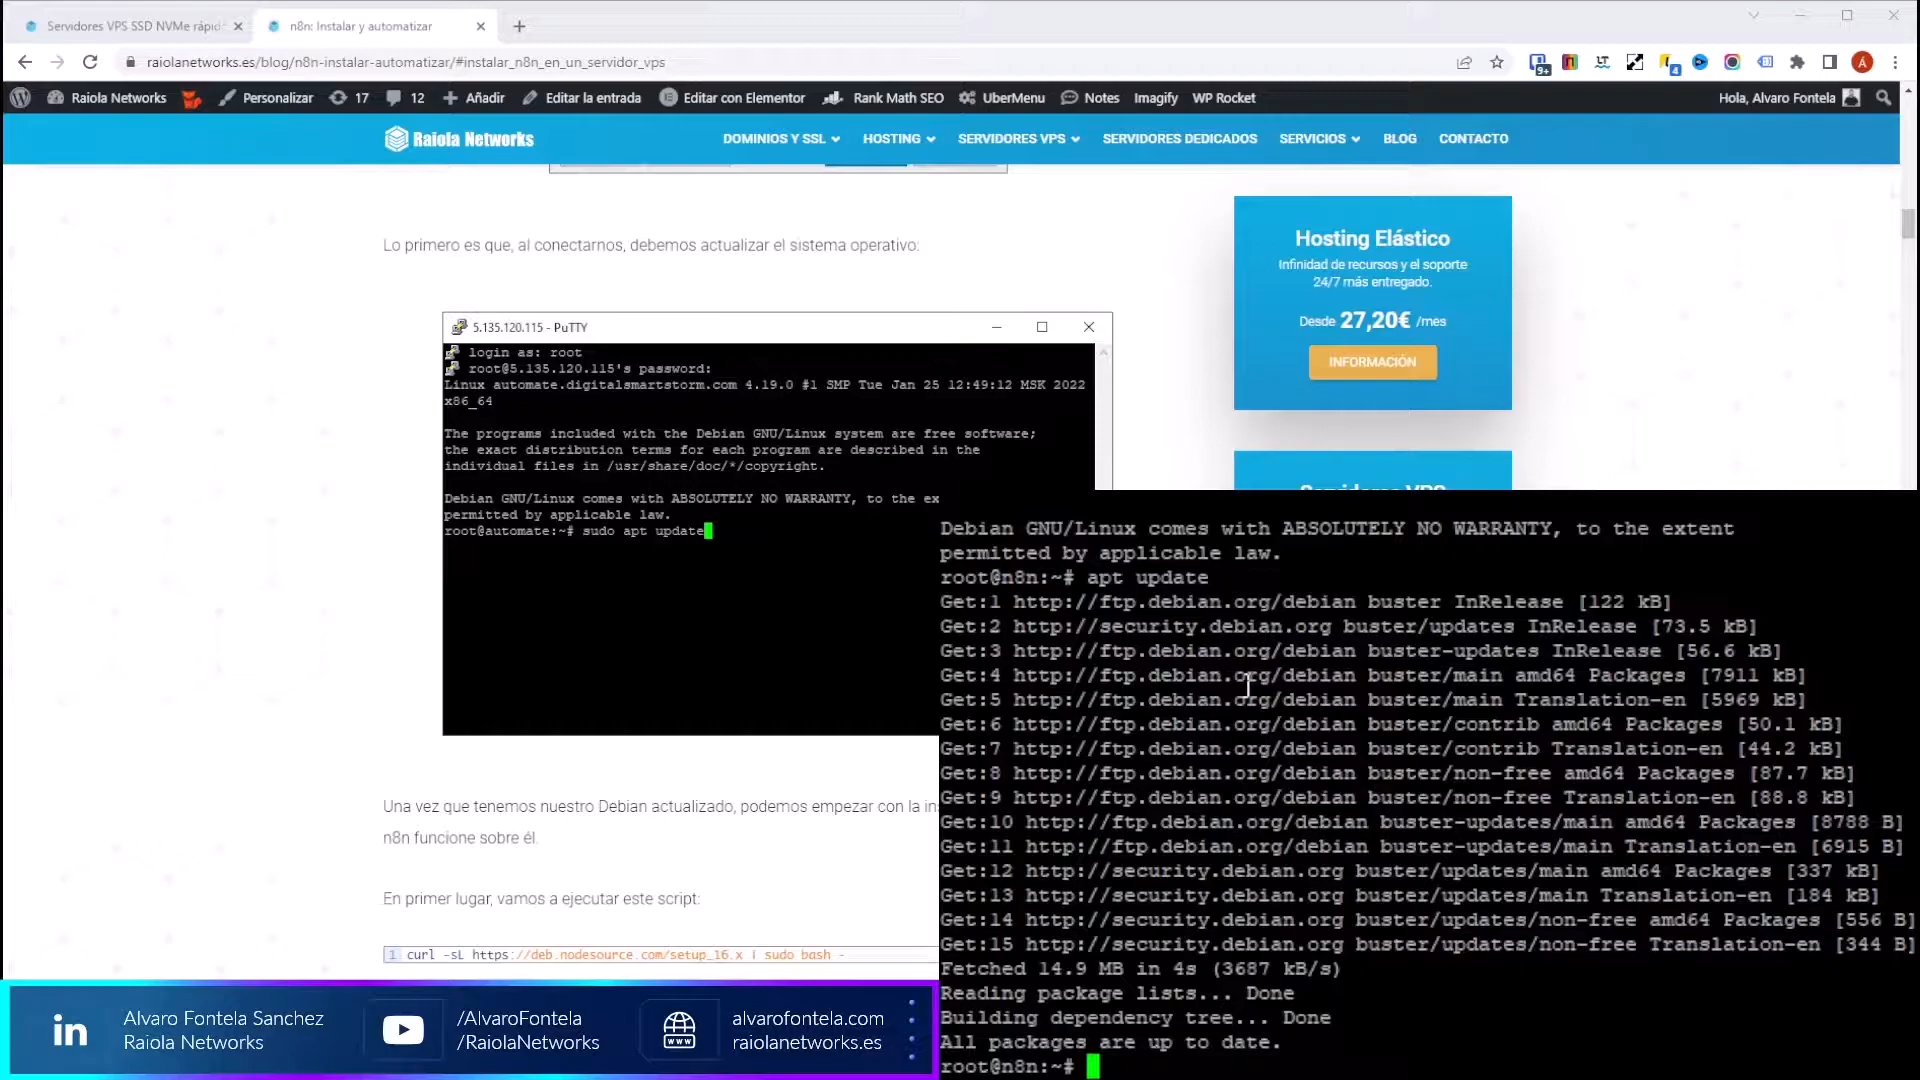 Servidores VPS SSD NVMe rápid
n8n: Instalar y automatizar
raiolanetworks.es/blog/n8n-instalar-automatizar/#instalar_n8n_en_un_servidor_vps
9+
LT
4
A
Raiola Networks
Personalizar
17
12
Añadir
Editar la entrada
Editar con Elementor
Rank Math SEO
UberMenu
Notes
Imagify
WP Rocket
Hola, Alvaro Fontela
Raiola Networks
DOMINIOS Y SSL
HOSTING
SERVIDORES VPS
SERVIDORES DEDICADOS
SERVICIOS
BLOG
CONTACTO
Lo primero es que, al conectarnos, debemos actualizar el sistema operativo:
5.135.120.115 - PuTTY
login as: root
root@5.135.120.115's password:
Linux automate.digitalsmartstorm.com 4.19.0 #1 SMP Tue Jan 25 12:49:12 MSK 2022
x86_64
The programs included with the Debian GNU/Linux system are free software;
the exact distribution terms for each program are described in the
individual files in /usr/share/doc/*/copyright.
Debian GNU/Linux comes with ABSOLUTELY NO WARRANTY, to the ex
permitted by applicable law.
root@automate:~# sudo apt update
Hosting Elástico
Infinidad de recursos y el soporte
24/7 más entregado.
Desde 27,20€ /mes
INFORMACIÓN
Servidores VPS
Una vez que tenemos nuestro Debian actualizado, podemos empezar con la ins
n8n funcione sobre él.
En primer lugar, vamos a ejecutar este script:
1 curl -sL https://deb.nodesource.com/setup_16.x | sudo bash -
Debian GNU/Linux comes with ABSOLUTELY NO WARRANTY, to the extent
permitted by applicable law.
root@n8n:~# apt update
Get:1 http://ftp.debian.org/debian buster InRelease [122 kB]
Get:2 http://security.debian.org buster/updates InRelease [73.5 kB]
Get:3 http://ftp.debian.org/debian buster-updates InRelease [56.6 kB]
Get:4 http://ftp.debian.org/debian buster/main amd64 Packages [7911 kB]
Get:5 http://ftp.debian.org/debian buster/main Translation-en [5969 kB]
Get:6 http://ftp.debian.org/debian buster/contrib amd64 Packages [50.1 kB]
Get:7 http://ftp.debian.org/debian buster/contrib Translation-en [44.2 kB]
Get:8 http://ftp.debian.org/debian buster/non-free amd64 Packages [87.7 kB]
Get:9 http://ftp.debian.org/debian buster/non-free Translation-en [88.8 kB]
Get:10 http://ftp.debian.org/debian buster-updates/main amd64 Packages [8788 B]
Get:11 http://ftp.debian.org/debian buster-updates/main Translation-en [6915 B]
Get:12 http://security.debian.org buster/updates/main amd64 Packages [337 kB]
Get:13 http://security.debian.org buster/updates/main Translation-en [184 kB]
Get:14 http://security.debian.org buster/updates/non-free amd64 Packages [556 B]
Get:15 http://security.debian.org buster/updates/non-free Translation-en [344 B]
Fetched 14.9 MB in 4s (3687 kB/s)
Reading package lists... Done
Building dependency tree... Done
All packages are up to date.
root@n8n:~#
in
Alvaro Fontela Sanchez
Raiola Networks
/AlvaroFontela
/RaiolaNetworks
www
alvarofontela.com
raiolanetworks.es